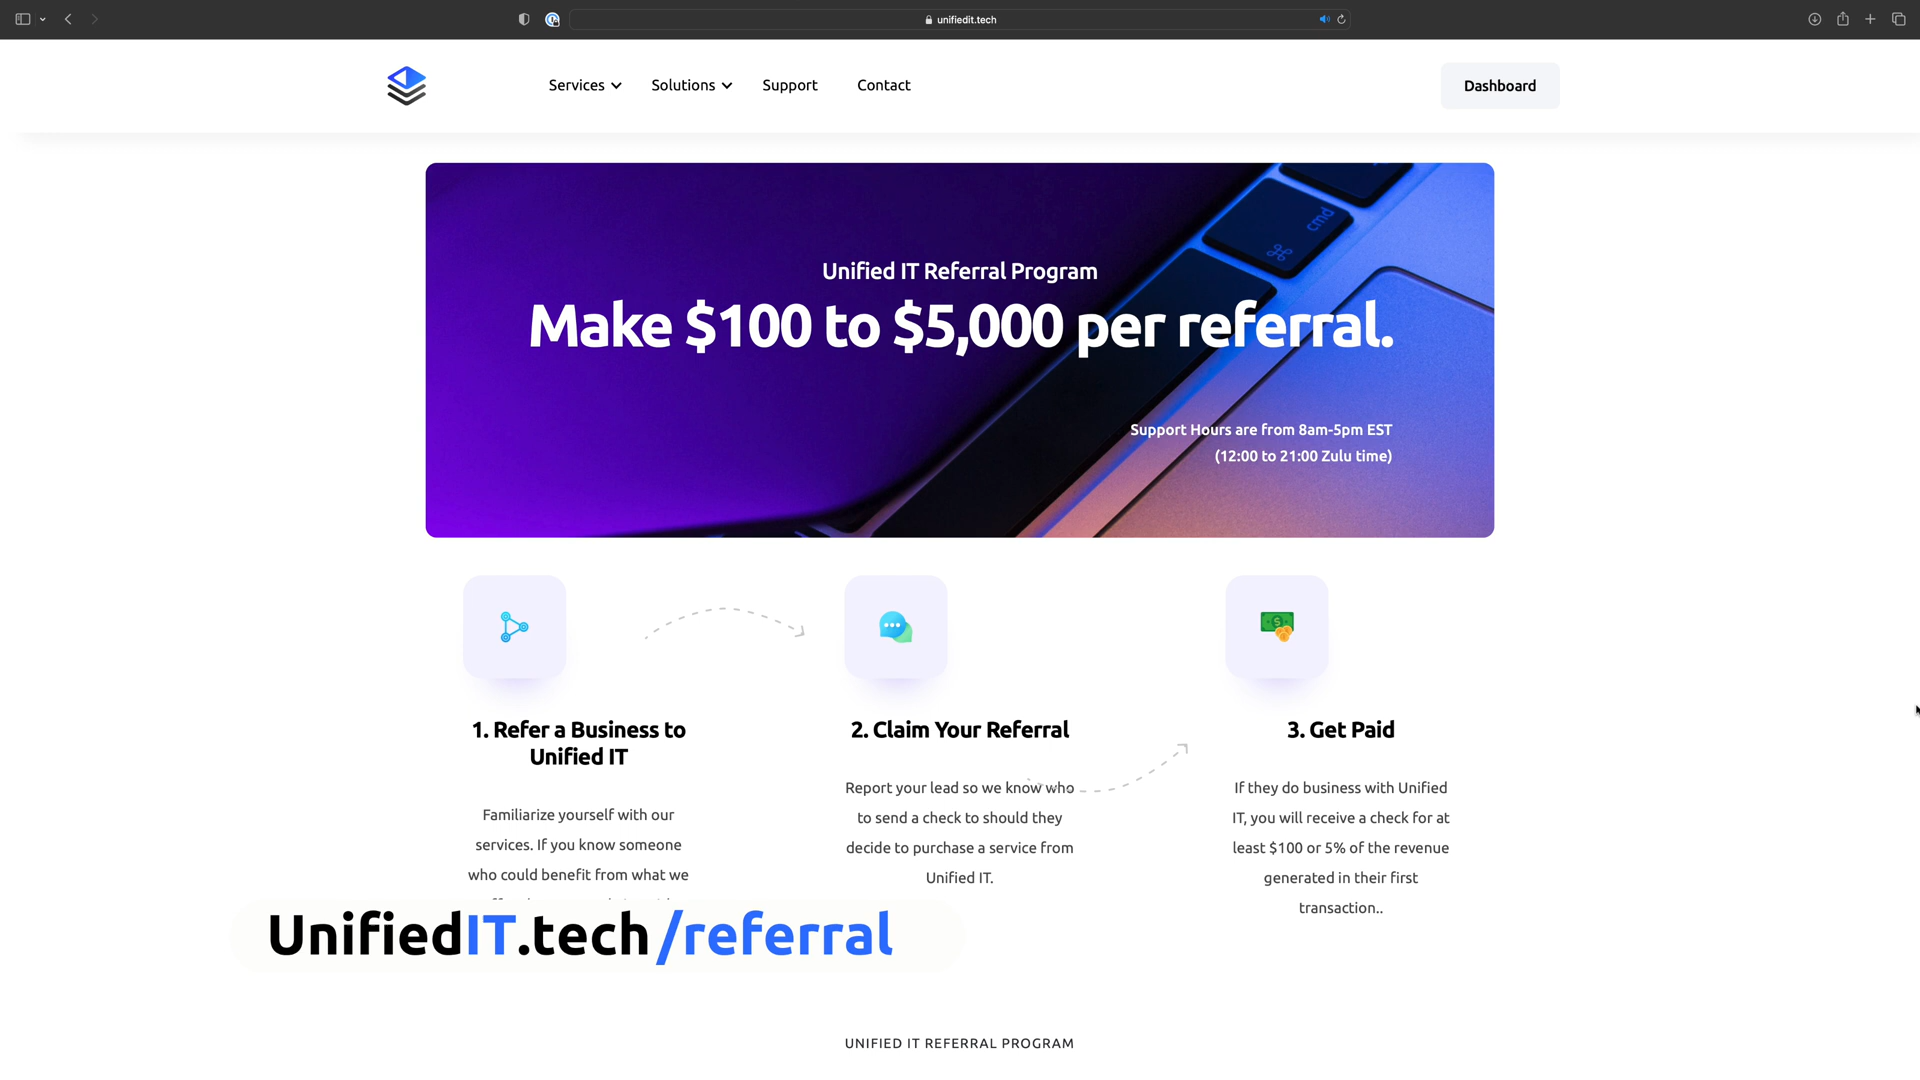 unifiedit.tech
Services
Solutions
Support
Contact
Dashboard
cmd
Unified IT Referral Program
Make $100 to $5,000 per referral.
Support Hours are from 8am-5pm EST
(12:00 to 21:00 Zulu time)
1. Refer a Business to
Unified IT
Familiarize yourself with our
services. If you know someone
who could benefit from what we
2. Claim Your Referral
Report your lead so we know who
to send a check to should they
decide to purchase a service from
Unified IT.
3. Get Paid
If they do business with Unified
IT, you will receive a check for at
least $100 or 5% of the revenue
generated in their first
transaction..
UnifiedIT.tech/referral
UNIFIED IT REFERRAL PROGRAM